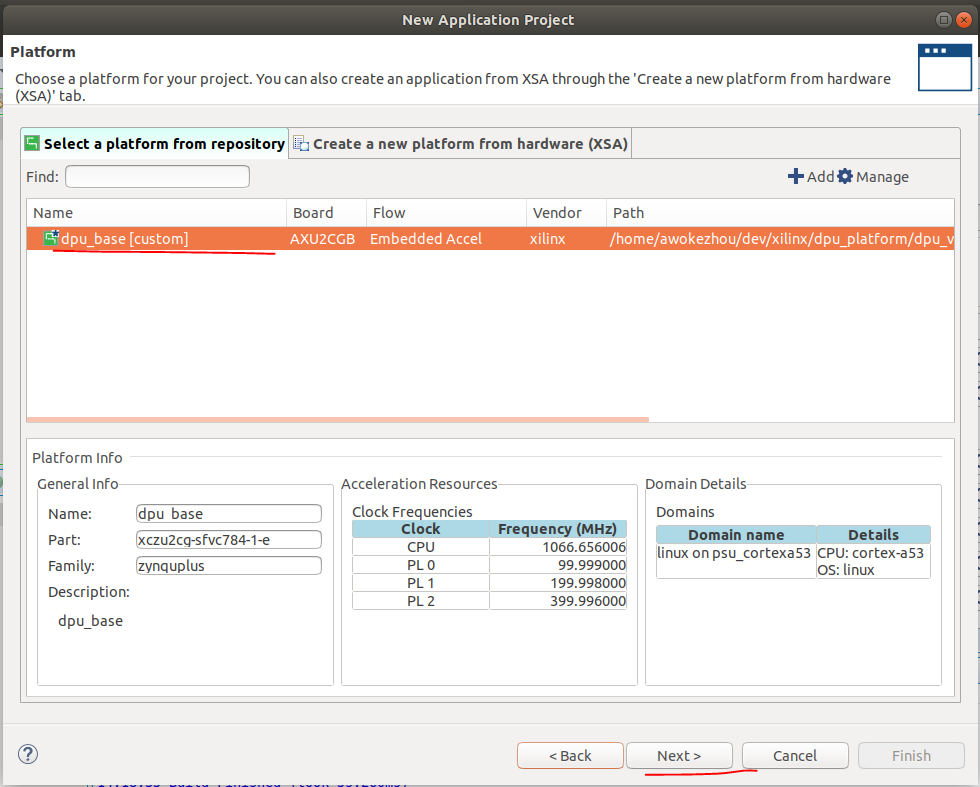 New Application Project
Platform
Choose a platform for your project. You can also create an application from XSA through the 'Create a new platform from hardware
(XSA)' tab.
Select a platform from repository
Create a new platform from hardware (XSA)
Find:
Add
Manage
Name Board Flow Vendor Path
dpu_base [custom] AXU2CGB Embedded Accel xilinx /home/awokezhou/dev/xilinx/dpu_platform/dpu_v
Platform Info
General Info
Name: dpu_base
Part: xczu2cg-sfvc784-1-e
Family: zynquplus
Description:
dpu_base
Acceleration Resources
Clock Frequencies
Clock Frequency (MHz)
CPU 1066.656006
PL 0 99.999000
PL 1 199.998000
PL 2 399.996000
Domain Details
Domains
Domain name Details
linux on psu_cortexa53 CPU: cortex-a53
OS: linux
?
< Back
Next >
Cancel
Finish